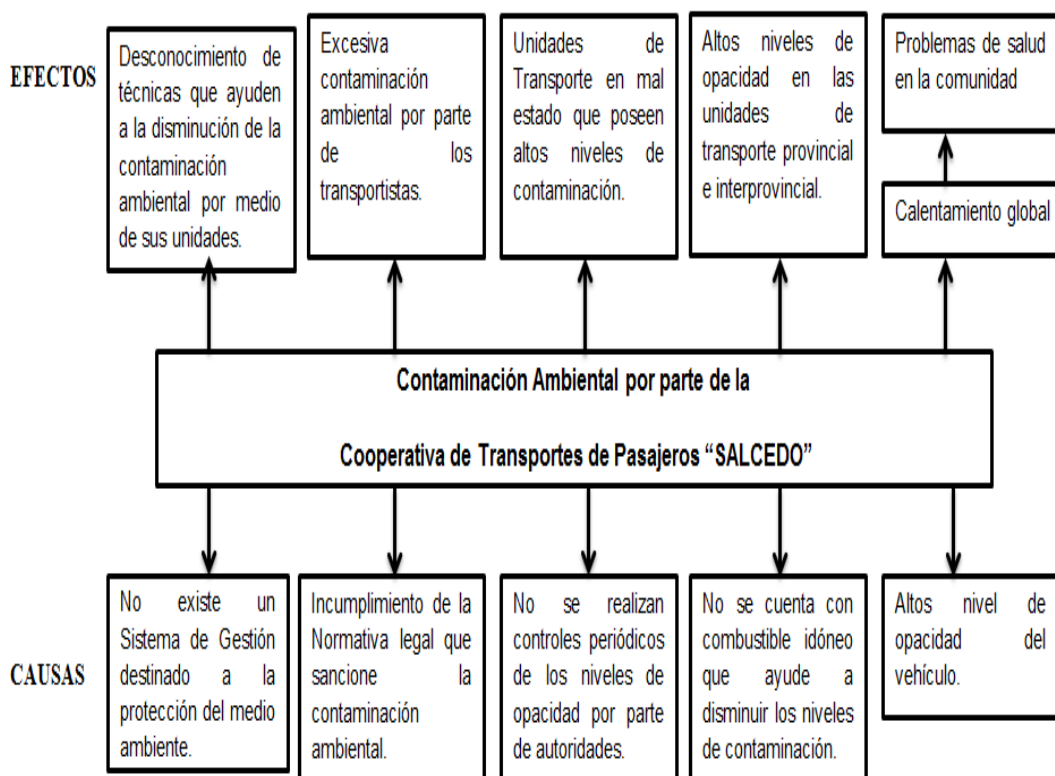 EFECTOS
Desconocimiento de
técnicas que ayuden
a la disminución de la
contaminación
ambiental por medio
de sus unidades.
Excesiva
contaminación
ambiental por parte
de los
transportistas.
Unidades de
Transporte en mal
estado que poseen
altos niveles de
contaminación.
Altos niveles de
opacidad en las
unidades de
transporte provincial
e interprovincial.
Problemas de salud
en la comunidad
Calentamiento global
Contaminación Ambiental por parte de la
Cooperativa de Transportes de Pasajeros “SALCEDO”
CAUSAS
No existe un
Sistema de Gestión
destinado a la
protección del medio
ambiente.
Incumplimiento de la
Normativa legal que
sancione la
contaminación
ambiental.
No se realizan
controles periódicos
de los niveles de
opacidad por parte
de autoridades.
No se cuenta con
combustible idóneo
que ayude a
disminuir los niveles
de contaminación.
Altos nivel de
opacidad del
vehículo.